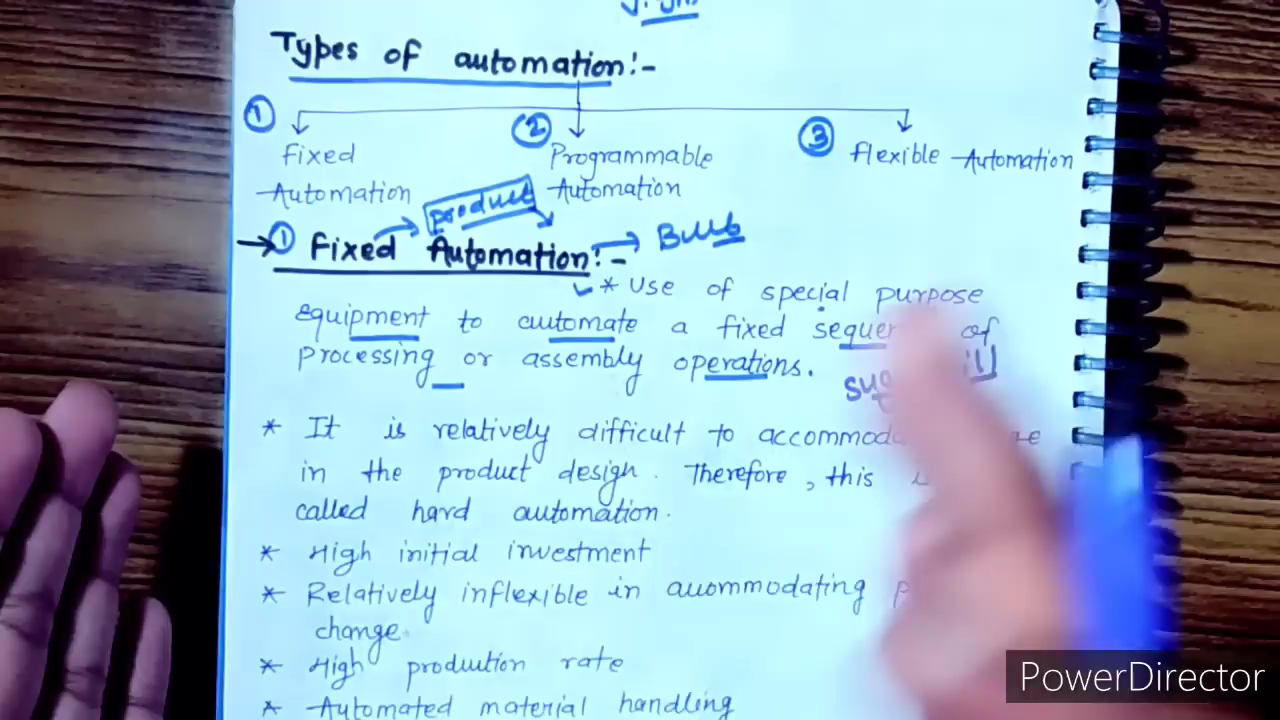 Types of automation:-
① ② ③
Fixed Programmable flexible Automation
Automation Automation
product
→ ① Fixed Automation:- → Bulb
* Use of special purpose
equipment to automate a fixed of
processing or assembly operations.
* It is relatively difficult to
in the product design. Therefore, this
called hard automation.
* High initial investment
* Relatively inflexible in accommodating
change.
* High production rate
* Automated material handling
PowerDirector